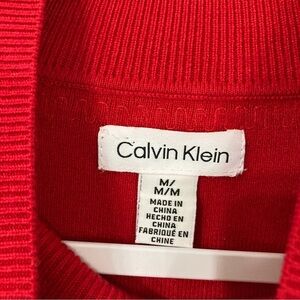 Calvin Klein
M/
M/M
MADE IN
CHINA
HECHO EN
CHINA
FABRIQUÉ EN
CHINE